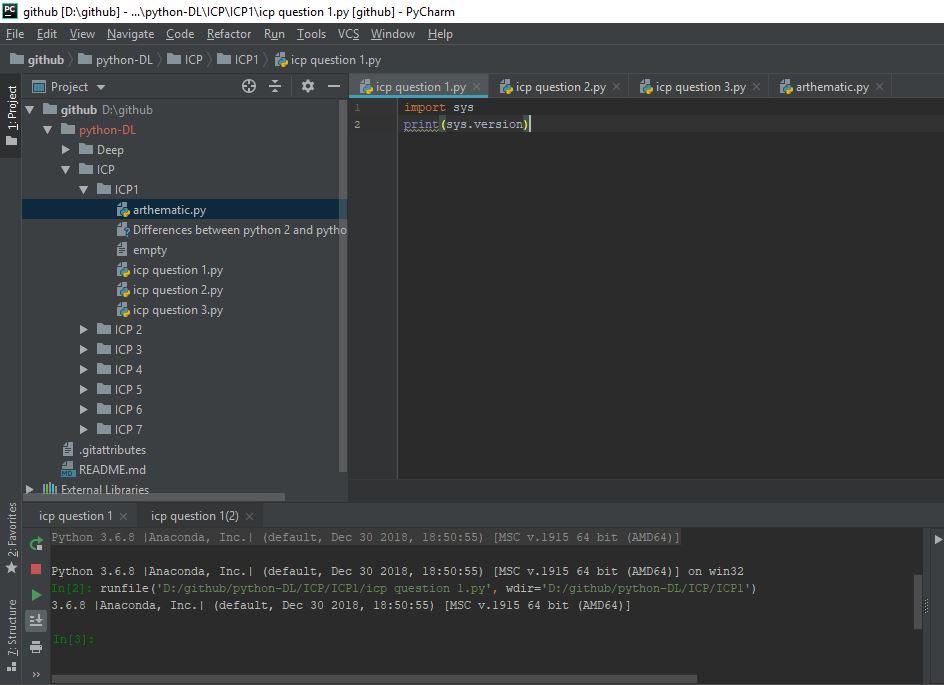 PC github [D:\github] - ...\python-DL\ICP\ICP1\icp question 1.py [github] - PyCharm
File Edit View Navigate Code Refactor Run Tools VCS Window Help
github python-DL ICP ICP1 icp question 1.py
1: Project
Project
icp question 1.py icp question 2.py icp question 3.py arthematic.py
github D:\github
python-DL
Deep
ICP
ICP1
arthematic.py
Differences between python 2 and pytho
empty
icp question 1.py
icp question 2.py
icp question 3.py
ICP 2
ICP 3
ICP 4
ICP 5
ICP 6
ICP 7
.gitattributes
MD README.md
External Libraries
1 import sys
2 print(sys.version)
2: Favorites
7: Structure
icp question 1 icp question 1(2)
Python 3.6.8 |Anaconda, Inc.| (default, Dec 30 2018, 18:50:55) [MSC v.1915 64 bit (AMD64)]
Python 3.6.8 |Anaconda, Inc.| (default, Dec 30 2018, 18:50:55) [MSC v.1915 64 bit (AMD64)] on win32
In[2]: runfile('D:/github/python-DL/ICP/ICP1/icp question 1.py', wdir='D:/github/python-DL/ICP/ICP1')
3.6.8 |Anaconda, Inc.| (default, Dec 30 2018, 18:50:55) [MSC v.1915 64 bit (AMD64)]
In[3]: